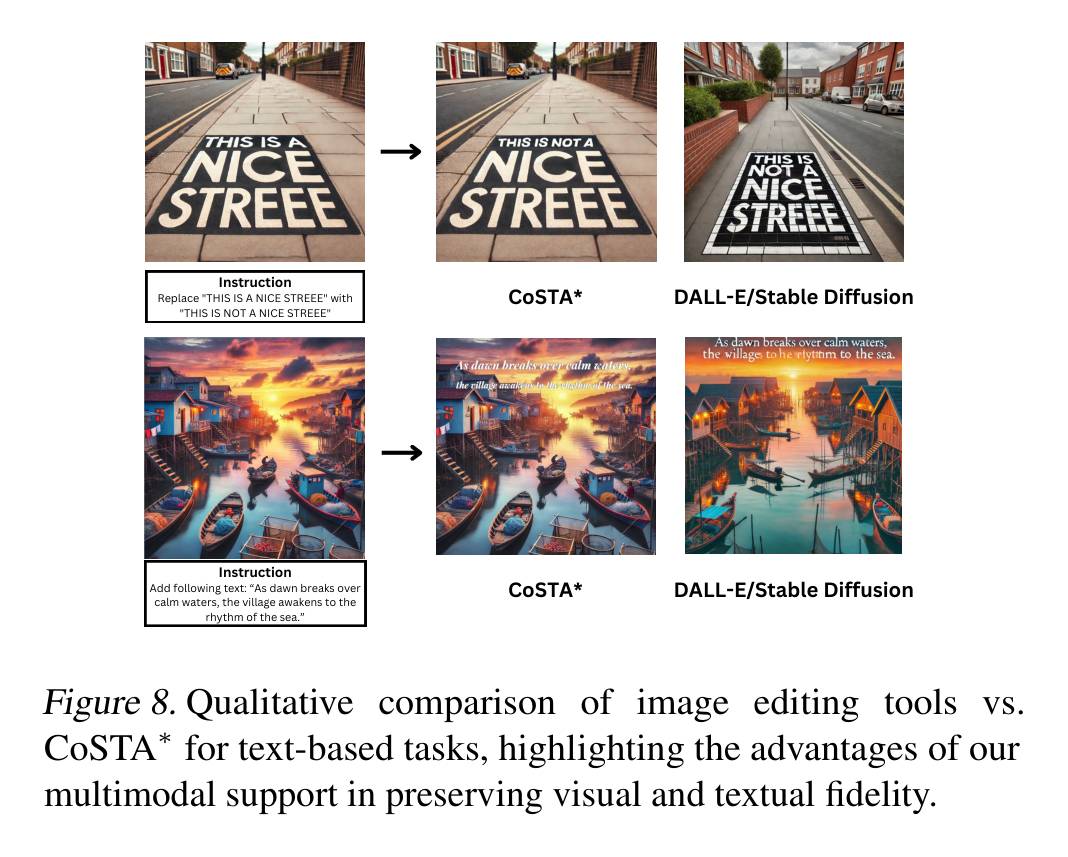 THIS IS A
NICE
STREEE
THIS IS NOT A
NICE
STREEE
THIS IS
NOT A
NICE
STREEE
Instruction
Replace "THIS IS A NICE STREEE" with
"THIS IS NOT A NICE STREEE"
CoSTA*
DALL-E/Stable Diffusion
As dawn breaks over calm waters,
the village awakens to the rhythm of the sea.
As dawn breaks over calm waters,
the villages to he rlytitm to the sea.
Instruction
Add following text: “As dawn breaks over
calm waters, the village awakens to the
rhythm of the sea.”
CoSTA*
DALL-E/Stable Diffusion
Figure 8. Qualitative comparison of image editing tools vs.
CoSTA* for text-based tasks, highlighting the advantages of our
multimodal support in preserving visual and textual fidelity.